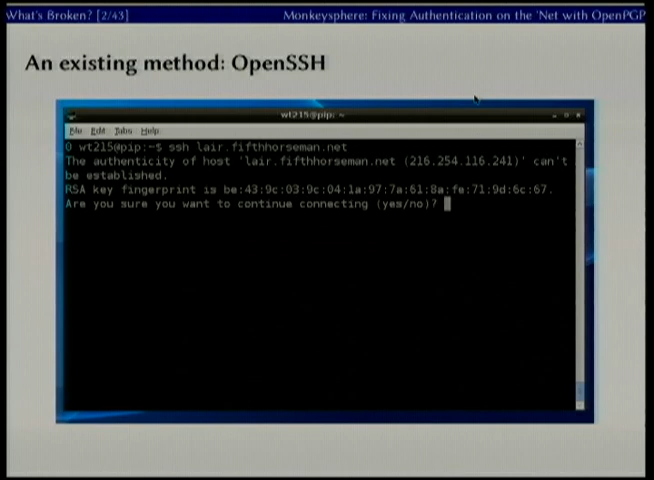 What's Broken? [2/43]
Monkeysphere: Fixing Authentication on the 'Net with OpenPGP
An existing method: OpenSSH
wt215@pip: ~
File Edit Tabs Help
0 wt215@pip:~$ ssh lair.fifthhorseman.net
The authenticity of host 'lair.fifthhorseman.net (216.254.116.241)' can't
be established.
RSA key fingerprint is be:43:9c:03:9c:04:1a:97:7a:61:8a:fe:71:9d:6c:67.
Are you sure you want to continue connecting (yes/no)?